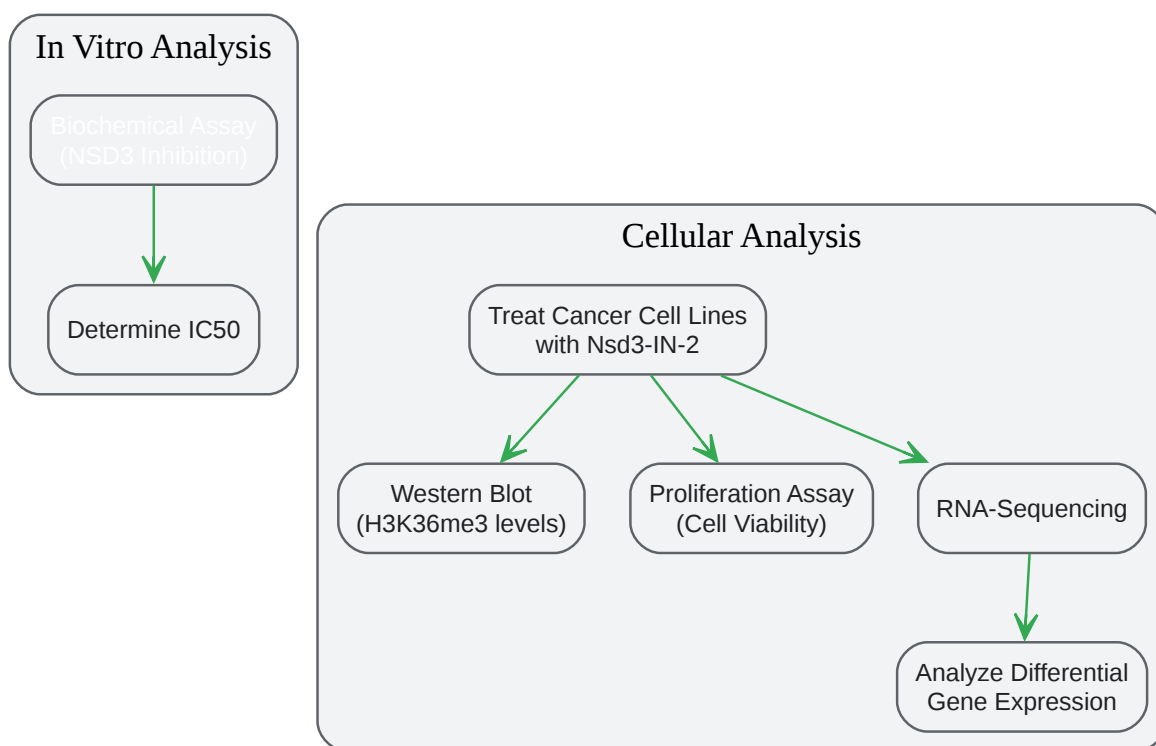 In Vitro Analysis
Biochemical Assay
(NSD3 Inhibition)
Determine IC50
Cellular Analysis
Treat Cancer Cell Lines
with Nsd3-IN-2
Western Blot
(H3K36me3 levels)
Proliferation Assay
(Cell Viability)
RNA-Sequencing
Analyze Differential
Gene Expression